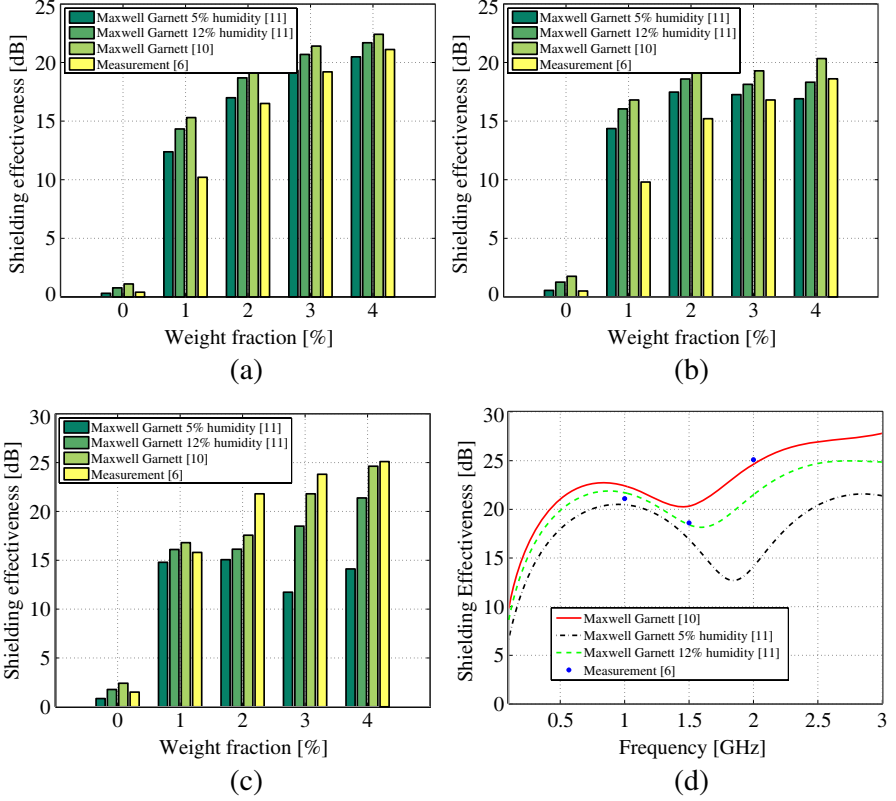 Shielding effectiveness [dB]
25
20
15
10
5
0
Maxwell Garnett 5% humidity [11]
Maxwell Garnett 12% humidity [11]
Maxwell Garnett [10]
Measurement [6]
0 1 2 3 4
Weight fraction [%]
(a)
Shielding effectiveness [dB]
25
20
15
10
5
0
Maxwell Garnett 5% humidity [11]
Maxwell Garnett 12% humidity [11]
Maxwell Garnett [10]
Measurement [6]
0 1 2 3 4
Weight fraction [%]
(b)
Shielding effectiveness [dB]
30
25
20
15
10
5
0
Maxwell Garnett 5% humidity [11]
Maxwell Garnett 12% humidity [11]
Maxwell Garnett [10]
Measurement [6]
0 1 2 3 4
Weight fraction [%]
(c)
Shielding Effectiveness [dB]
30
25
20
15
10
5
0
Maxwell Garnett [10]
Maxwell Garnett 5% humidity [11]
Maxwell Garnett 12% humidity [11]
Measurement [6]
0.5 1 1.5 2 2.5 3
Frequency [GHz]
(d)